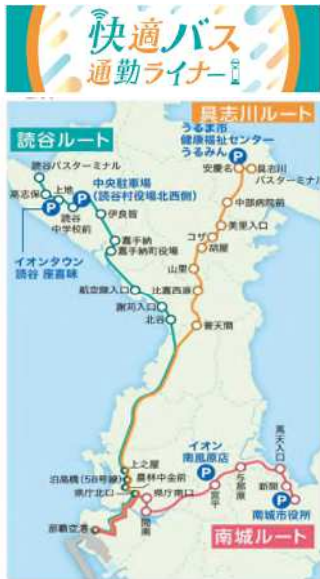 快適バス
通勤ライナー
具志川ルート
うるま市
健康福祉センター
うるみん
読谷ルート
安慶名
具志川
バスターミナル
読谷バスターミナル
中央駐車場
(読谷村役場北西側)
上地
高志保
読谷
中学校前
伊良皆
中部病院前
美里入口
コザ
胡屋
嘉手納
嘉手納町役場
イオンタウン
読谷 座喜味
山里
航空隊入口
比嘉西原
謝苅入口
北谷
普天間
上之屋
泊高橋(58号線)
農林中金前
県庁北口
県庁南口
那覇空港
開南
イオン
南風原店
宮平
与那原
馬天入口
新開
南城市役所
南城ルート